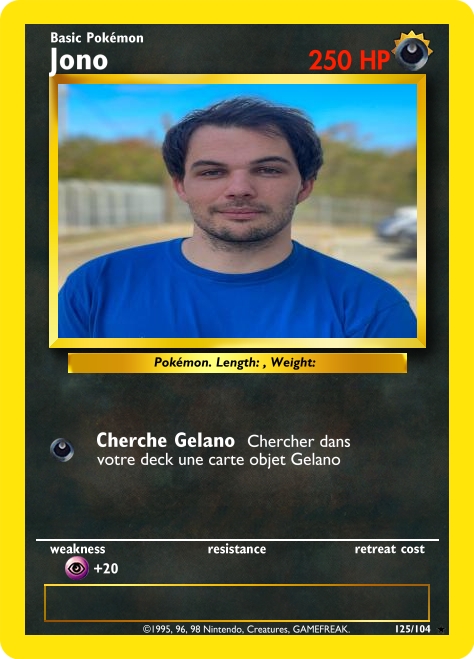 Basic Pokémon
Jono
250 HP
Pokémon. Length: , Weight:
Cherche Gelano Chercher dans
votre deck une carte objet Gelano
weakness resistance retreat cost
+20
©1995, 96, 98 Nintendo, Creatures, GAMEFREAK. 125/104 ★